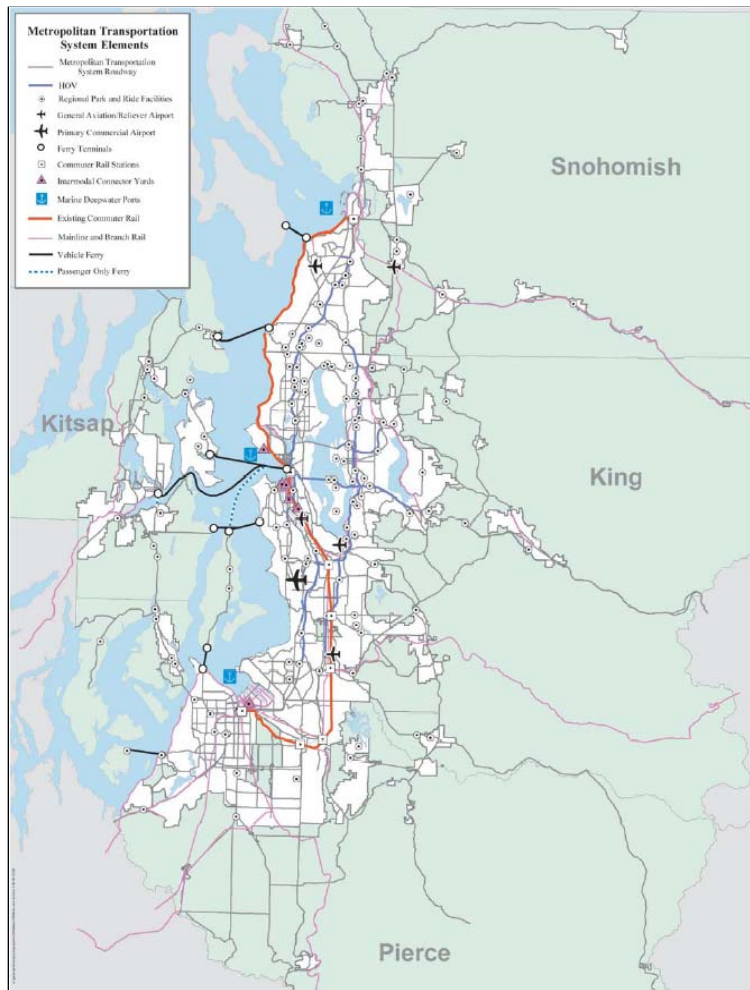 Metropolitan Transportation
System Elements
Metropolitan Transportation
System Roadway
HOV
Regional Park and Ride Facilities
General Aviation/Reliever Airport
Primary Commercial Airport
Ferry Terminals
Commuter Rail Stations
Intermodal Connector Yards
Marine Deepwater Ports
Existing Commuter Rail
Mainline and Branch Rail
Vehicle Ferry
Passenger Only Ferry
Snohomish
Kitsap
King
Pierce